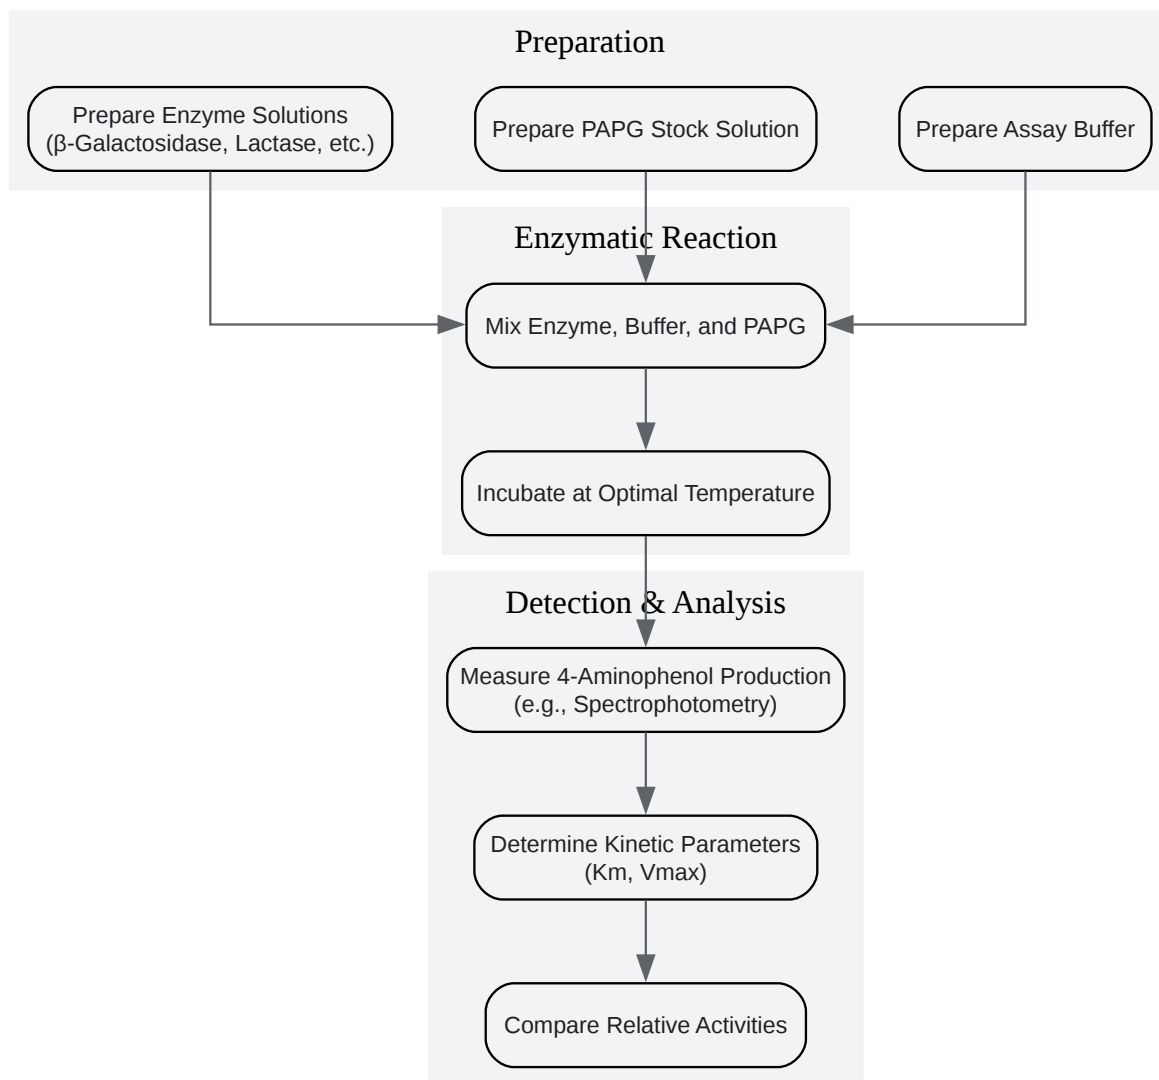 Preparation
Prepare Enzyme Solutions
(β-Galactosidase, Lactase, etc.)
Prepare PAPG Stock Solution
Prepare Assay Buffer
Enzymatic Reaction
Mix Enzyme, Buffer, and PAPG
Incubate at Optimal Temperature
Detection & Analysis
Measure 4-Aminophenol Production
(e.g., Spectrophotometry)
Determine Kinetic Parameters
(Km, Vmax)
Compare Relative Activities